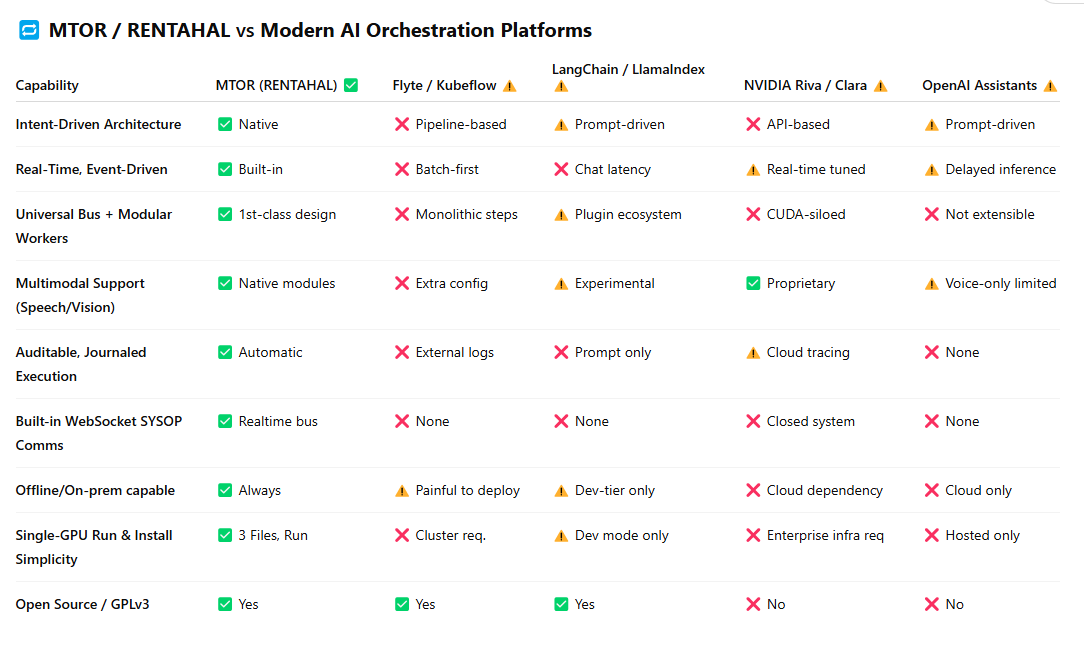 MTOR / RENTAHAL vs Modern AI Orchestration Platforms
Capability MTOR (RENTAHAL) ✅ Flyte / Kubeflow ⚠️ LangChain / LlamaIndex ⚠️ NVIDIA Riva / Clara ⚠️ OpenAI Assistants ⚠️
Intent-Driven Architecture ✅ Native ❌ Pipeline-based ⚠️ Prompt-driven ❌ API-based ⚠️ Prompt-driven
Real-Time, Event-Driven ✅ Built-in ❌ Batch-first ❌ Chat latency ⚠️ Real-time tuned ⚠️ Delayed inference
Universal Bus + Modular ✅ 1st-class design ❌ Monolithic steps ⚠️ Plugin ecosystem ❌ CUDA-siloed ❌ Not extensible
Workers
Multimodal Support ✅ Native modules ❌ Extra config ⚠️ Experimental ✅ Proprietary ⚠️ Voice-only limited
(Speech/Vision)
Auditable, Journaled ✅ Automatic ❌ External logs ❌ Prompt only ⚠️ Cloud tracing ❌ None
Execution
Built-in WebSocket SYSOP ✅ Realtime bus ❌ None ❌ None ❌ Closed system ❌ None
Comms
Offline/On-prem capable ✅ Always ⚠️ Painful to deploy ⚠️ Dev-tier only ❌ Cloud dependency ❌ Cloud only
Single-GPU Run & Install ✅ 3 Files, Run ❌ Cluster req. ⚠️ Dev mode only ❌ Enterprise infra req ❌ Hosted only
Simplicity
Open Source / GPLv3 ✅ Yes ✅ Yes ✅ Yes ❌ No ❌ No